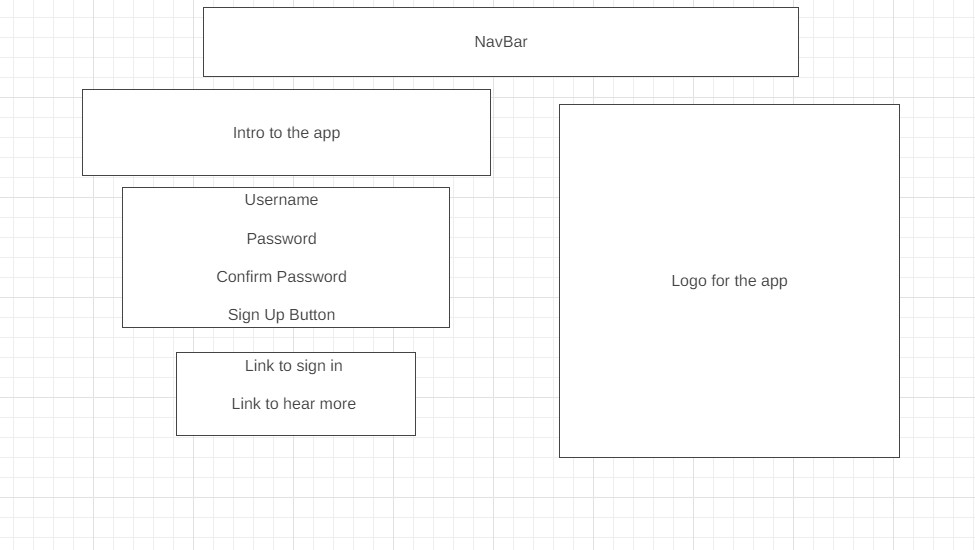 NavBar
Intro to the app
Username
Password
Confirm Password
Sign Up Button
Link to sign in
Link to hear more
Logo for the app